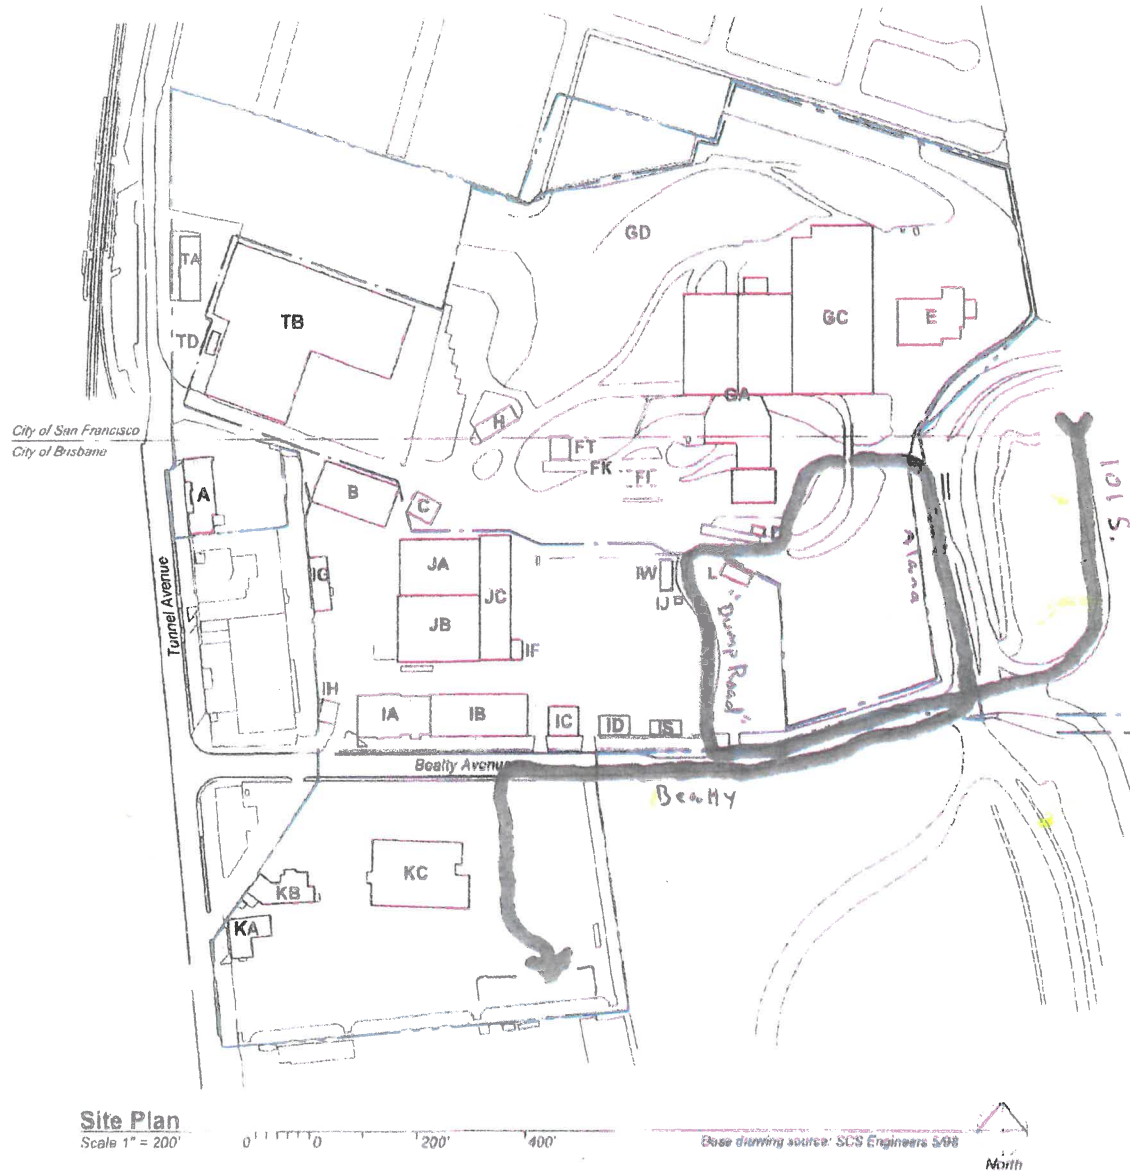 GD
TA
TB
TD
GC
E
GA
H
City of San Francisco
City of Brisbane
FT
FK
FI
A
B
C
101 S.
Alana
JA
IG
JC
IW
L
IJ
JB
"Dump Road"
IF
Tunnel Avenue
IH
IA
IB
IC
ID
IS
Beatty Avenue
Beatty
KC
KB
KA
Site Plan
Scale 1" = 200'
0
0
200'
400'
Base drawing source: SCS Engineers 5/98
North